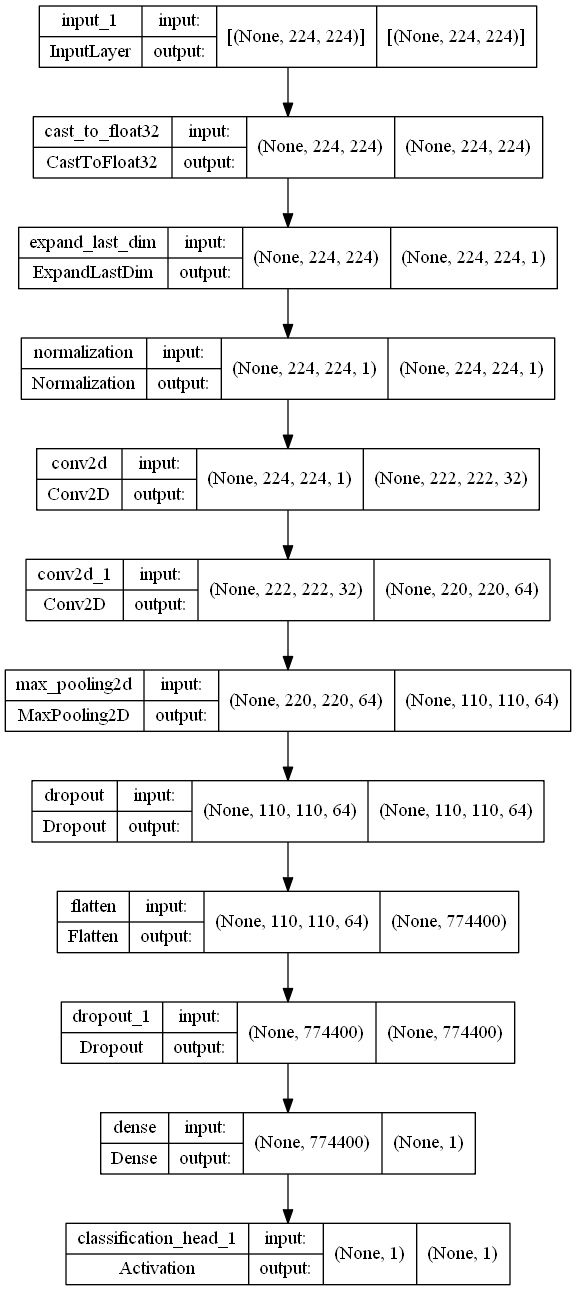 input_1 input: [(None, 224, 224)] [(None, 224, 224)]
InputLayer output:
cast_to_float32 input: (None, 224, 224) (None, 224, 224)
CastToFloat32 output:
expand_last_dim input: (None, 224, 224) (None, 224, 224, 1)
ExpandLastDim output:
normalization input: (None, 224, 224, 1) (None, 224, 224, 1)
Normalization output:
conv2d input: (None, 224, 224, 1) (None, 222, 222, 32)
Conv2D output:
conv2d_1 input: (None, 222, 222, 32) (None, 220, 220, 64)
Conv2D output:
max_pooling2d input: (None, 220, 220, 64) (None, 110, 110, 64)
MaxPooling2D output:
dropout input: (None, 110, 110, 64) (None, 110, 110, 64)
Dropout output:
flatten input: (None, 110, 110, 64) (None, 774400)
Flatten output:
dropout_1 input: (None, 774400) (None, 774400)
Dropout output:
dense input: (None, 774400) (None, 1)
Dense output:
classification_head_1 input: (None, 1) (None, 1)
Activation output: